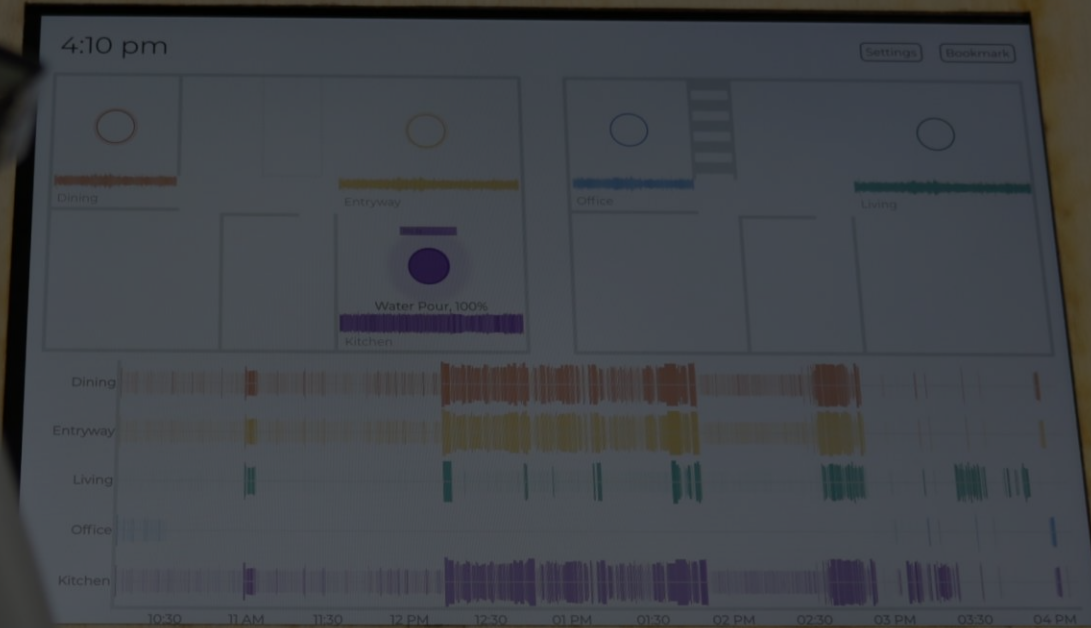 4:10 pm
Settings
Bookmark
Dining
Entryway
Office
Living
Water Pour, 100%
Kitchen
Dining
Entryway
Living
Office
Kitchen
10:30 11 AM 11:30 12 PM 12:30 01 PM 01:30 02 PM 02:30 03 PM 03:30 04 PM